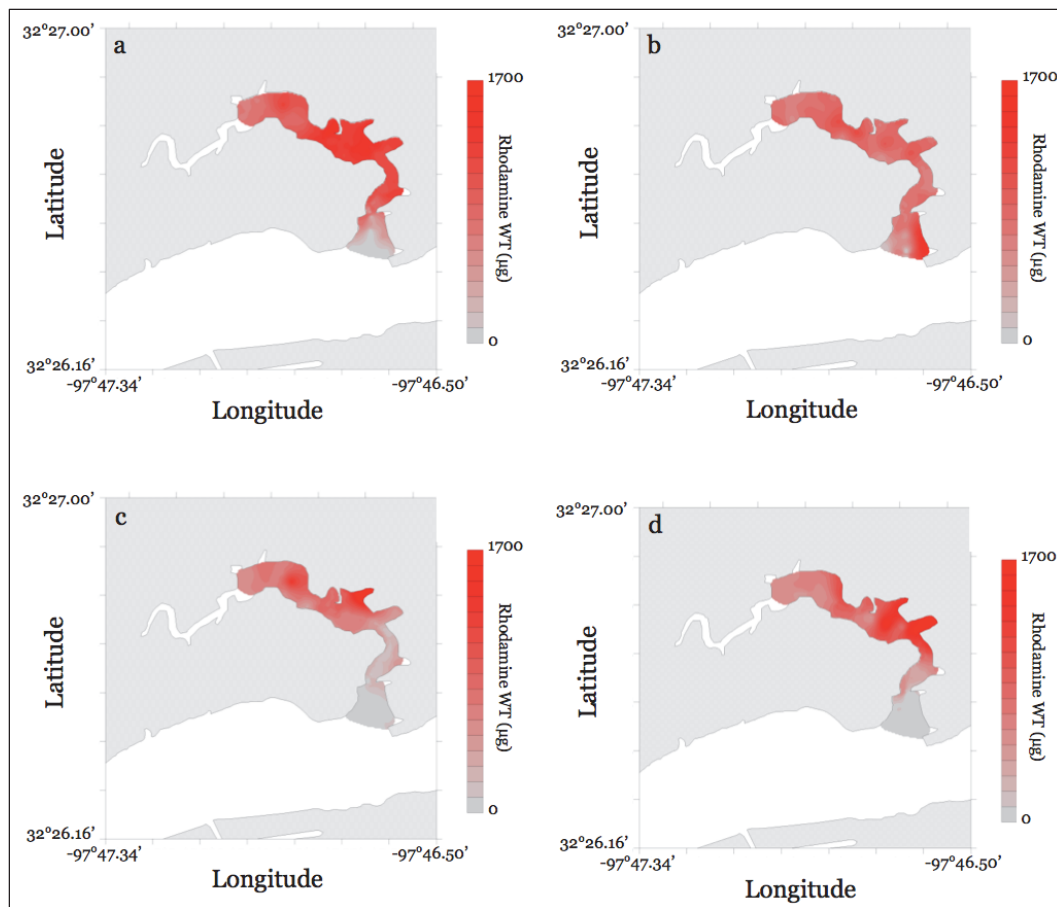 32°27.00’
a
Latitude
1700
Rhodamine WT (µg)
0
32°26.16’
-97°47.34’
-97°46.50’
Longitude
32°27.00’
b
Latitude
1700
Rhodamine WT (µg)
0
32°26.16’
-97°47.34’
-97°46.50’
Longitude
32°27.00’
c
Latitude
1700
Rhodamine WT (µg)
0
32°26.16’
-97°47.34’
-97°46.50’
Longitude
32°27.00’
d
Latitude
1700
Rhodamine WT (µg)
0
32°26.16’
-97°47.34’
-97°46.50’
Longitude